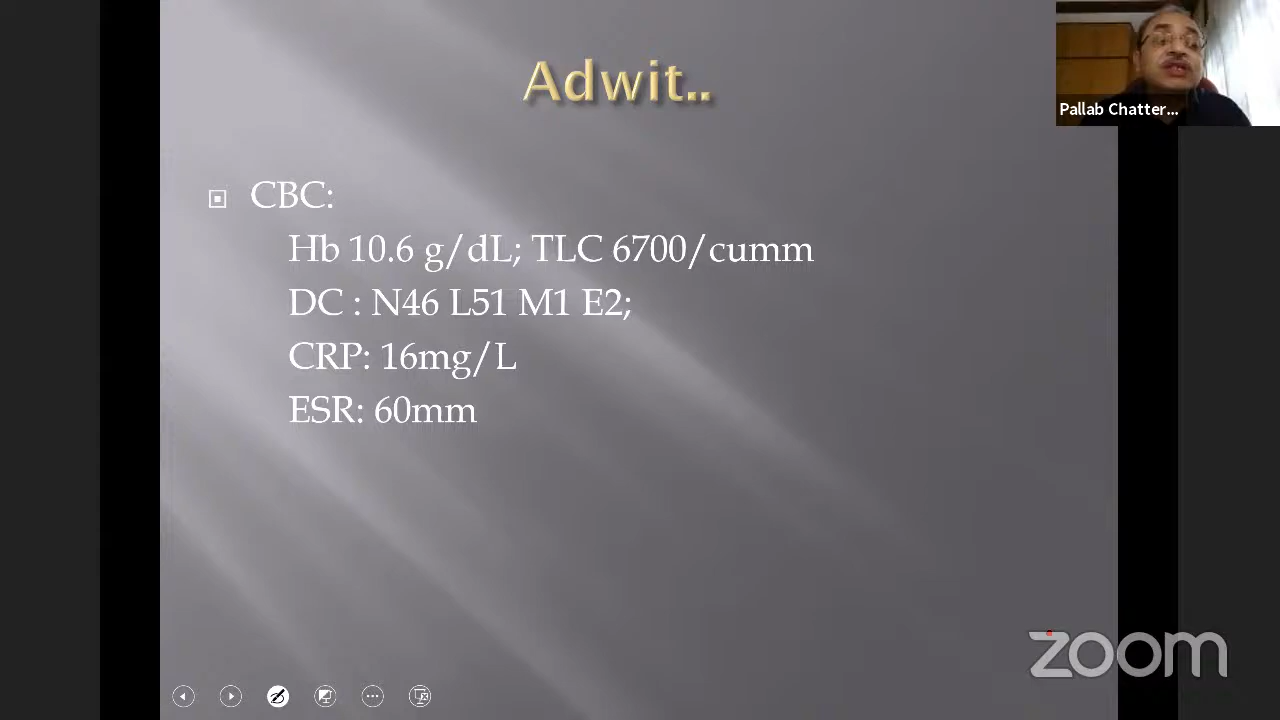 Adwit..
Pallab Chatter...
CBC:
Hb 10.6 g/dL; TLC 6700/cumm
DC : N46 L51 M1 E2;
CRP: 16mg/L
ESR: 60mm
zoom